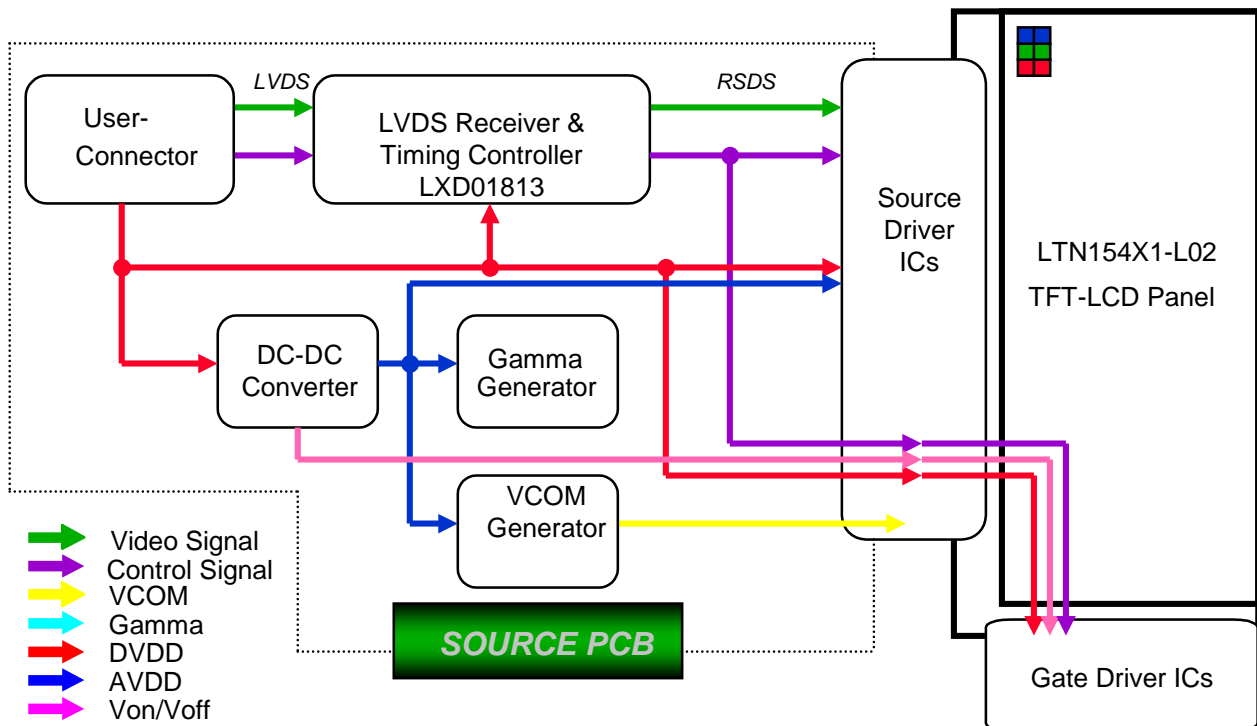 LVDS
RSDS
User-
Connector
LVDS Receiver &
Timing Controller
LXD01813
Source
Driver
ICs
LTN154X1-L02
TFT-LCD Panel
DC-DC
Converter
Gamma
Generator
VCOM
Generator
Video Signal
Control Signal
VCOM
Gamma
DVDD
AVDD
Von/Voff
SOURCE PCB
Gate Driver ICs